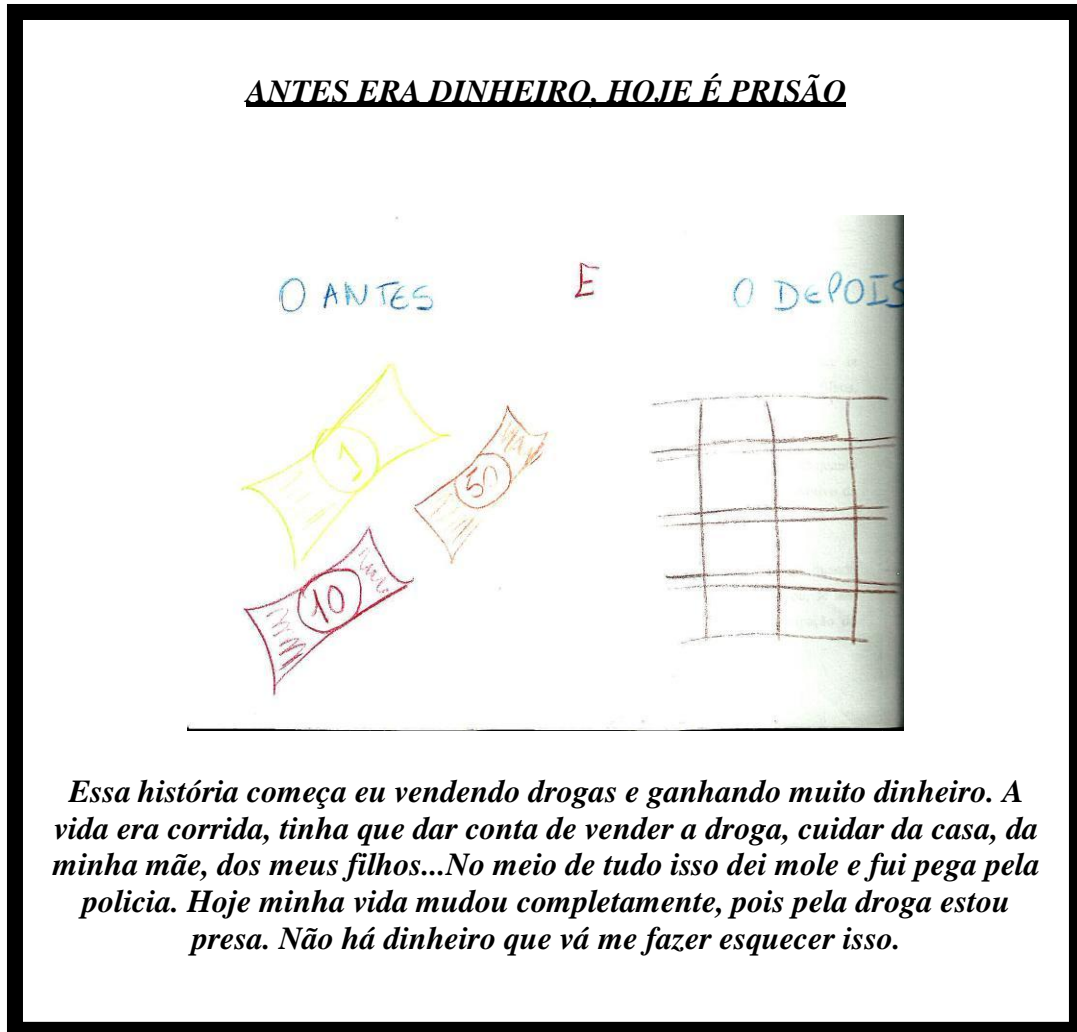 ANTES ERA DINHEIRO, HOJE É PRISÃO
O ANTES E O DEPOIS
1
50
10
Essa história começa eu vendendo drogas e ganhando muito dinheiro. A
vida era corrida, tinha que dar conta de vender a droga, cuidar da casa, da
minha mãe, dos meus filhos...No meio de tudo isso dei mole e fui pega pela
policia. Hoje minha vida mudou completamente, pois pela droga estou
presa. Não há dinheiro que vá me fazer esquecer isso.